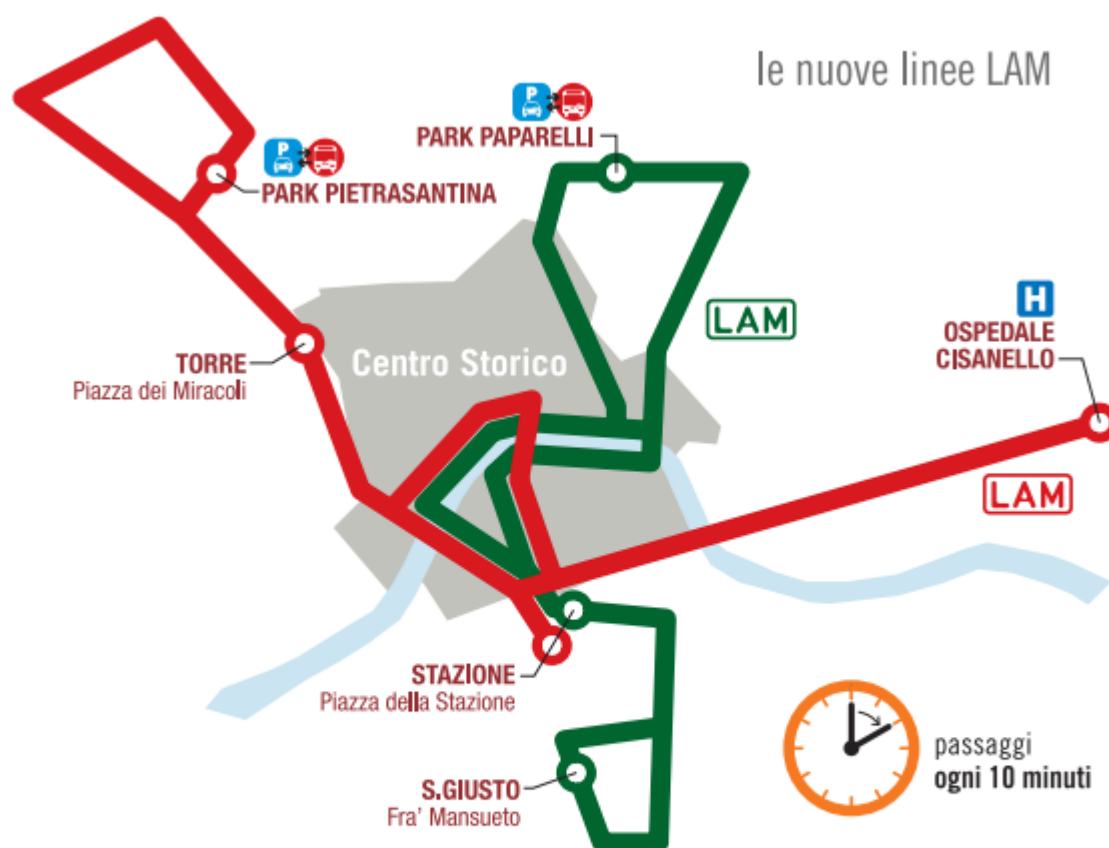 le nuove linee LAM
P
PARK PAPARELLI
P
PARK PIETRASANTINA
LAM
H
OSPEDALE
CISANELLO
TORRE
Piazza dei Miracoli
Centro Storico
LAM
STAZIONE
Piazza della Stazione
passaggi
ogni 10 minuti
S.GIUSTO
Fra' Mansueto